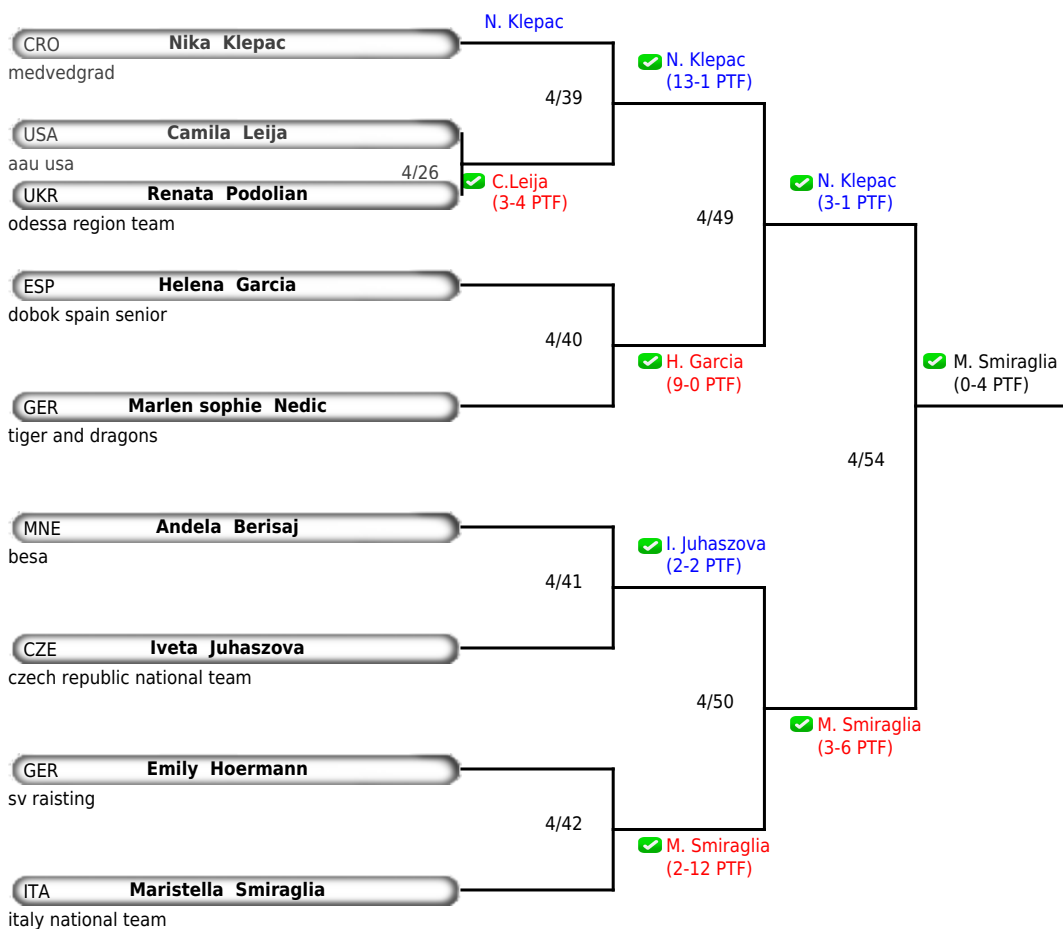 N. Klepac
CRO Nika Klepac
medvedgrad
N. Klepac
(13-1 PTF)
4/39
USA Camila Leija
aau usa
4/26
C.Leija
(3-4 PTF)
UKR Renata Podolian
odessa region team
N. Klepac
(3-1 PTF)
4/49
ESP Helena Garcia
dobok spain senior
4/40
H. Garcia
(9-0 PTF)
GER Marlen sophie Nedic
tiger and dragons
M. Smiraglia
(0-4 PTF)
4/54
MNE Andela Berisaj
besa
I. Juhaszova
(2-2 PTF)
4/41
CZE Iveta Juhaszova
czech republic national team
4/50
M. Smiraglia
(3-6 PTF)
GER Emily Hoermann
sv raisting
4/42
M. Smiraglia
(2-12 PTF)
ITA Maristella Smiraglia
italy national team